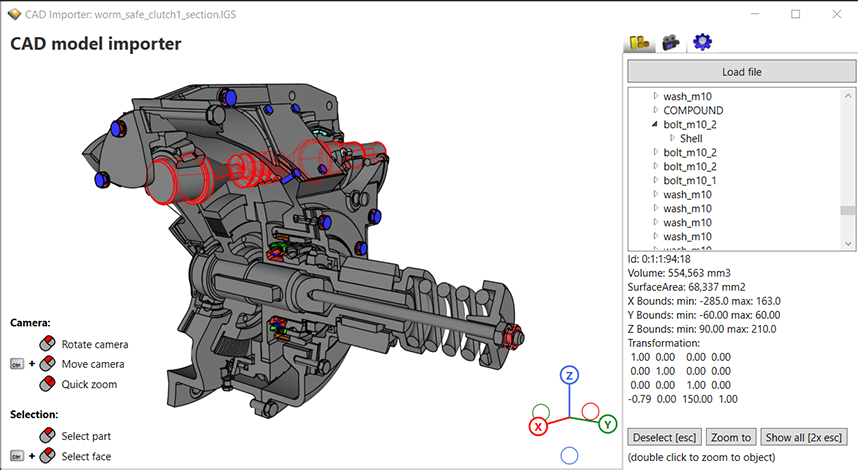 CAD Importer: worm_safe_clutch1_section.IGS
CAD model importer
Load file
wash_m10
COMPOUND
bolt_m10_2
Shell
bolt_m10_2
bolt_m10_2
bolt_m10_1
wash_m10
wash_m10
wash_m10
wash_m10
wash_m10
Id: 0:1:1:94:18
Volume: 554,563 mm3
SurfaceArea: 68,337 mm2
X Bounds: min: -285.0 max: 163.0
Y Bounds: min: -60.00 max: 60.00
Z Bounds: min: 90.00 max: 210.0
Transformation:
1.00 0.00 0.00 0.00
0.00 1.00 0.00 0.00
0.00 0.00 1.00 0.00
-0.79 0.00 150.00 1.00
Camera:
Rotate camera
Ctrl + Move camera
Quick zoom
Selection:
Select part
Ctrl + Select face
Z
X
Y
Deselect [esc] Zoom to Show all [2x esc]
(double click to zoom to object)